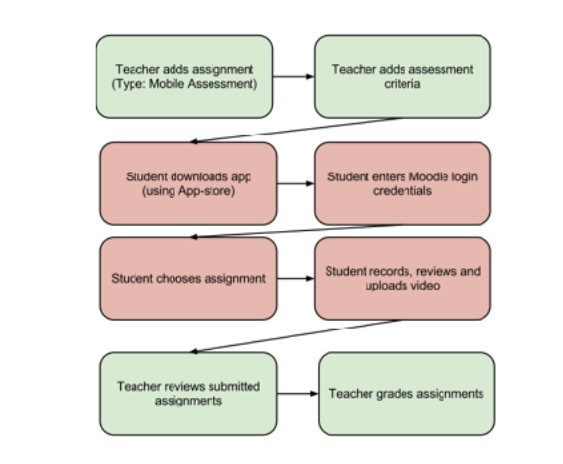 Teacher adds assignment
(Type: Mobile Assessment)
Teacher adds assessment
criteria
Student downloads app
(using App-store)
Student enters Moodle login
credentials
Student chooses assignment
Student records, reviews and
uploads video
Teacher reviews submitted
assignments
Teacher grades assignments